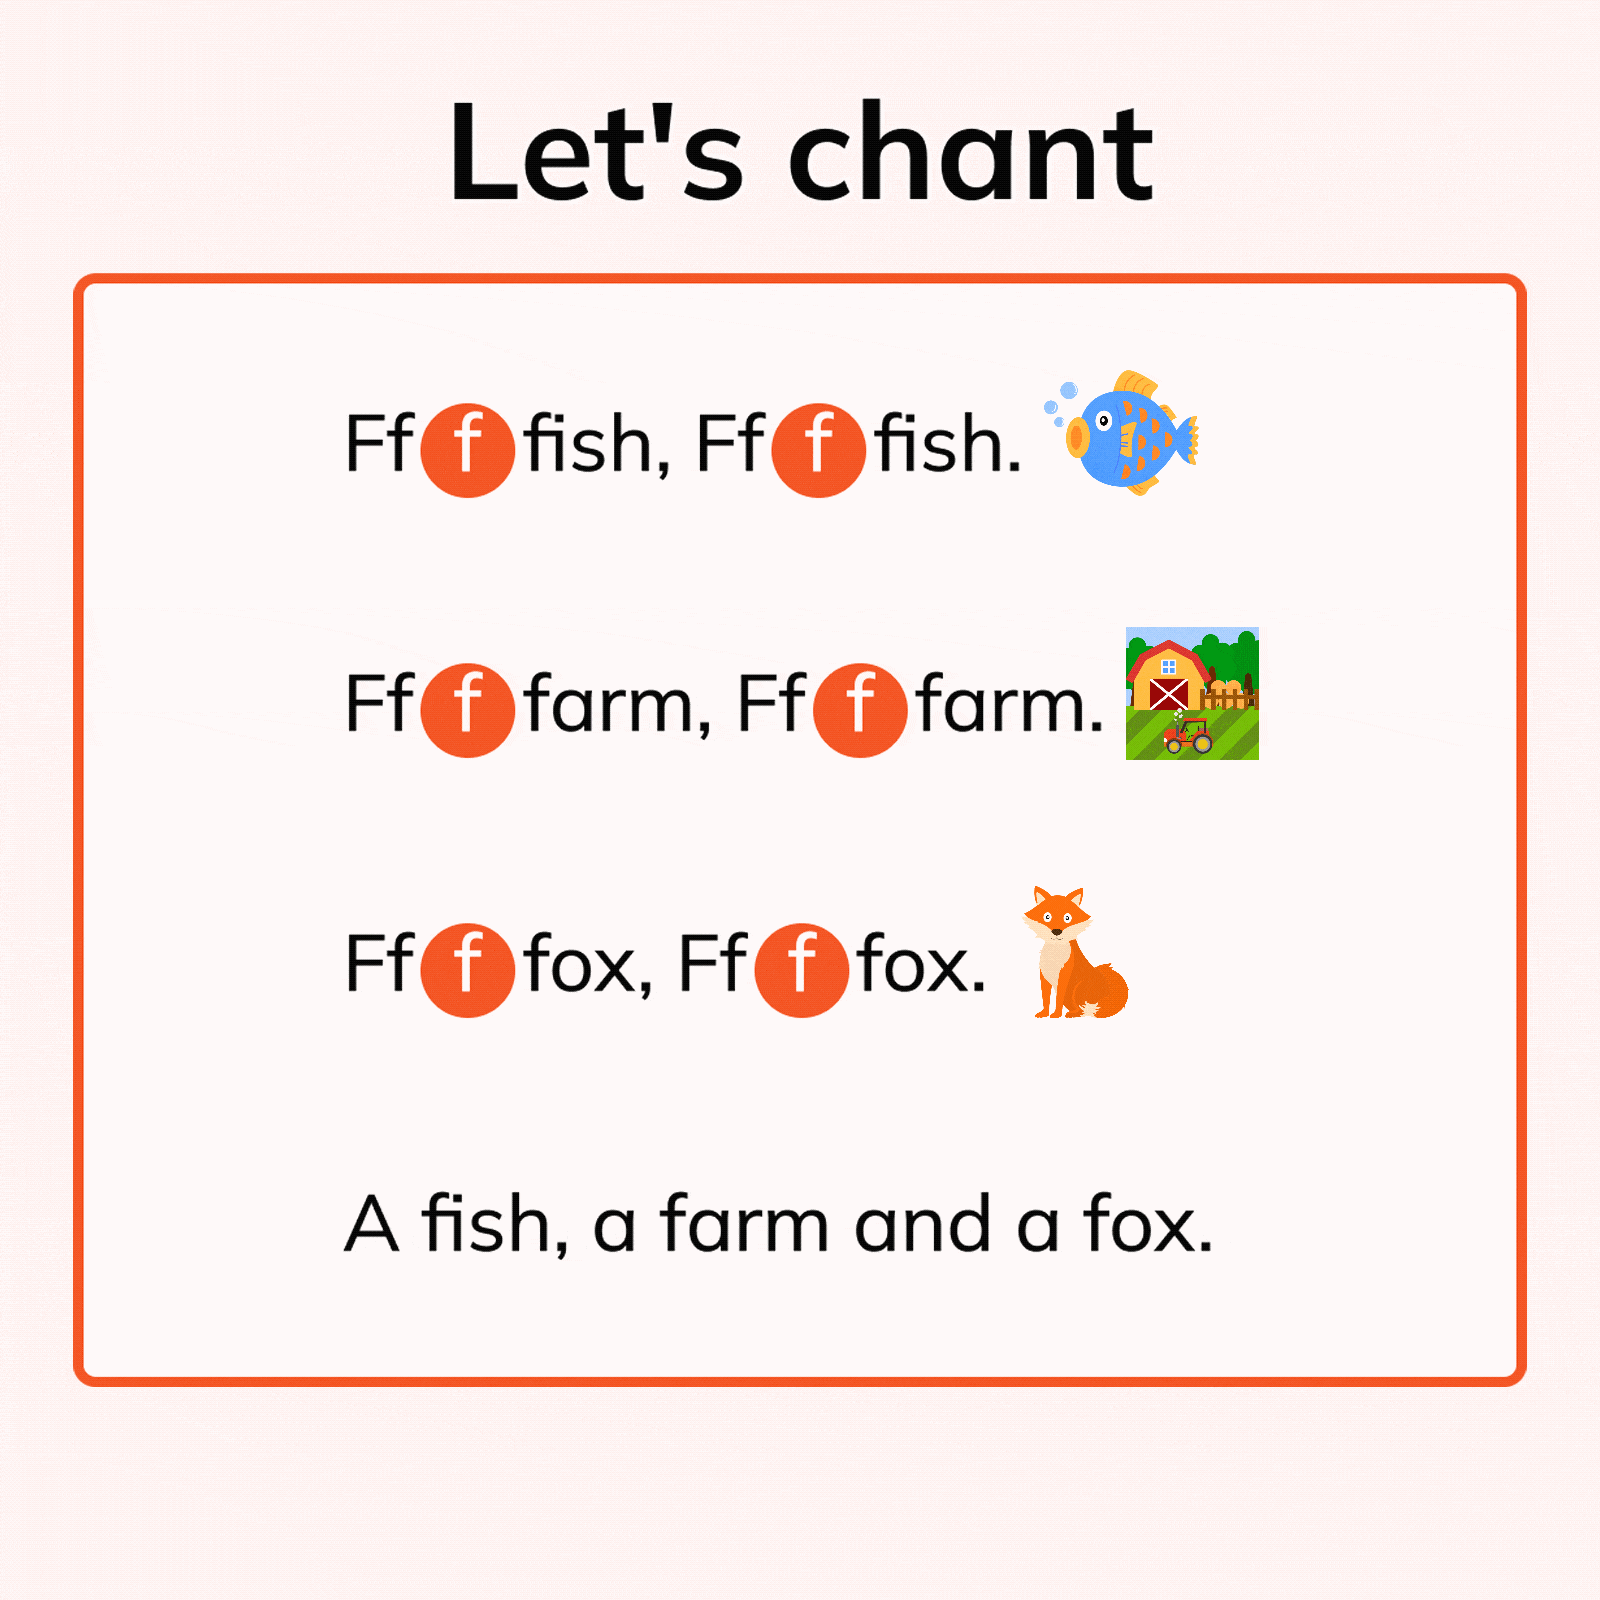 Let's chant
Ff f fish, Ff f fish.
Ff f farm, Ff f farm.
Ff f fox, Ff f fox.
A fish, a farm and a fox.